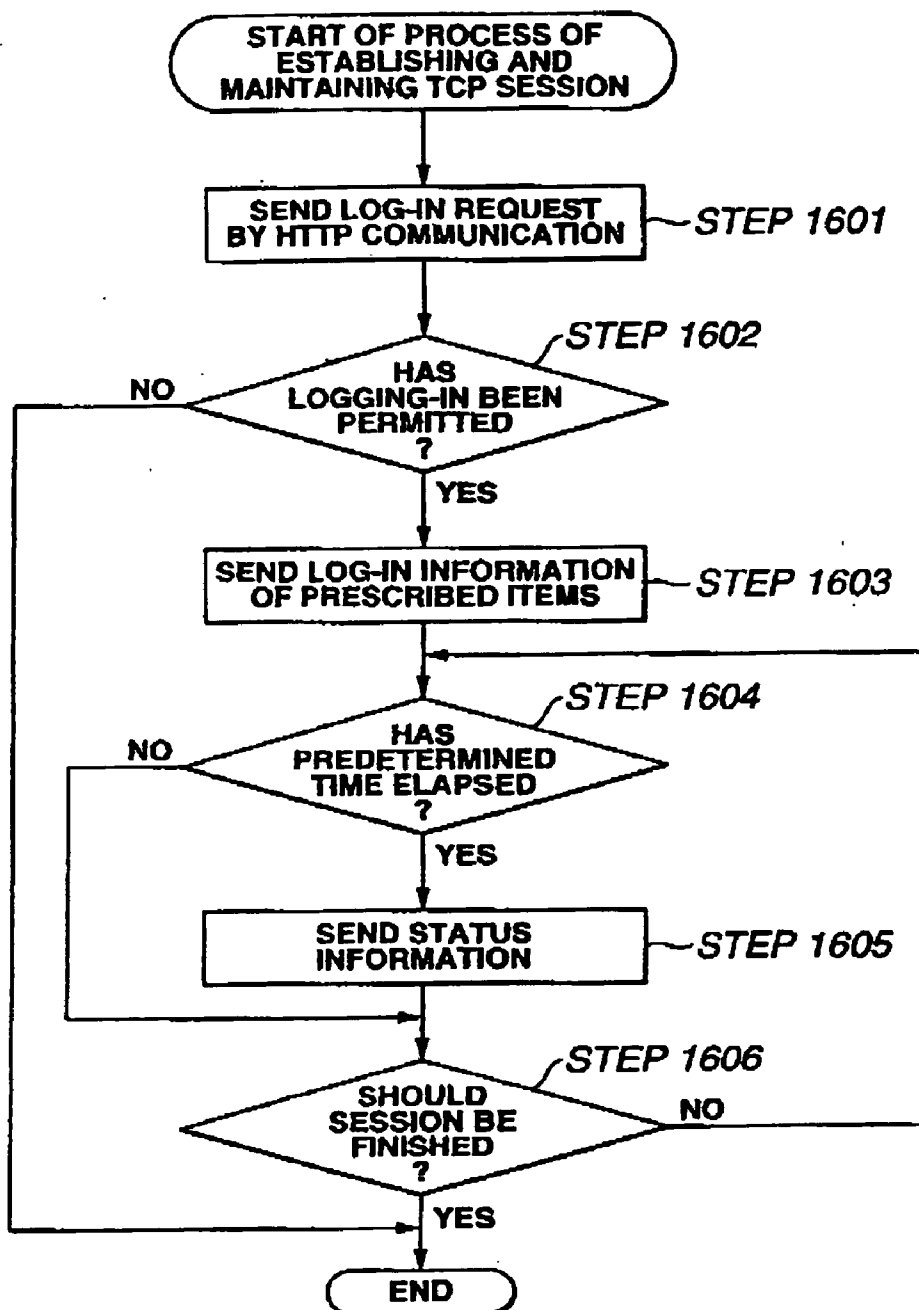 START OF PROCESS OF
ESTABLISHING AND
MAINTAINING TCP SESSION
SEND LOG-IN REQUEST
BY HTTP COMMUNICATION
STEP 1601
STEP 1602
HAS
LOGGING-IN BEEN
PERMITTED
?
NO
YES
SEND LOG-IN INFORMATION
OF PRESCRIBED ITEMS
STEP 1603
STEP 1604
HAS
PREDETERMINED
TIME ELAPSED
?
NO
YES
SEND STATUS
INFORMATION
STEP 1605
STEP 1606
SHOULD
SESSION BE
FINISHED
?
NO
YES
END